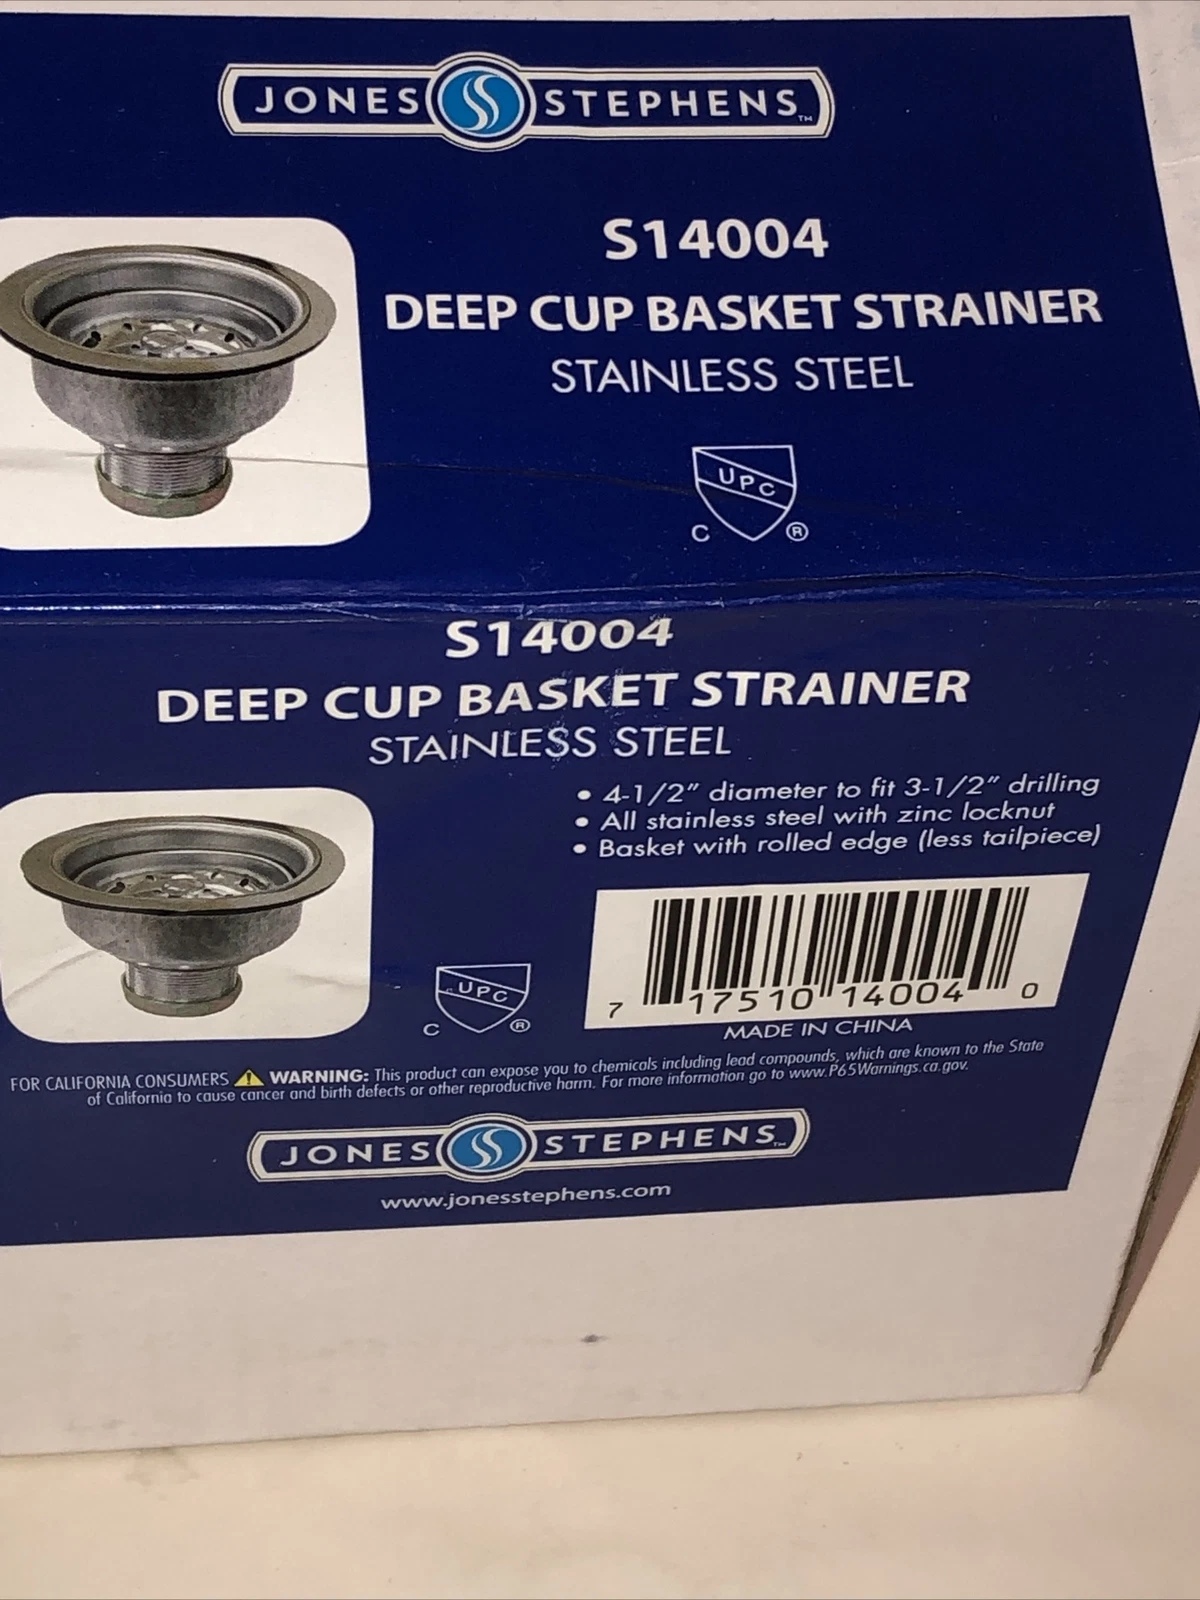 JONES STEPHENS™
S14004
DEEP CUP BASKET STRAINER
STAINLESS STEEL
UPC
C ®
S14004
DEEP CUP BASKET STRAINER
STAINLESS STEEL
• 4-1/2" diameter to fit 3-1/2" drilling
• All stainless steel with zinc locknut
• Basket with rolled edge (less tailpiece)
UPC
C ®
7 17510 14004 0
MADE IN CHINA
FOR CALIFORNIA CONSUMERS ⚠ WARNING: This product can expose you to chemicals including lead compounds, which are known to the State
of California to cause cancer and birth defects or other reproductive harm. For more information go to www.P65Warnings.ca.gov.
JONES STEPHENS™
www.jonesstephens.com